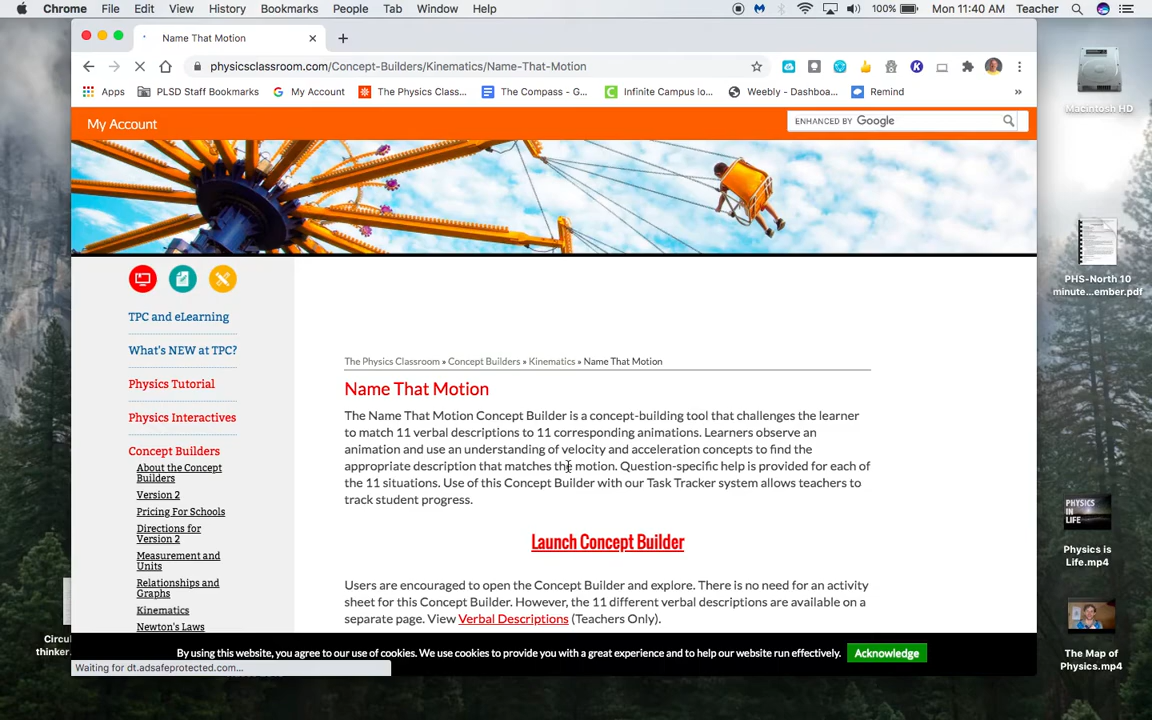 Chrome File Edit View History Bookmarks People Tab Window Help 100% Mon 11:40 AM Teacher
Name That Motion
physicsclassroom.com/Concept-Builders/Kinematics/Name-That-Motion
Apps PLSD Staff Bookmarks My Account The Physics Class... The Compass - G... Infinite Campus lo... Weebly - Dashboa... Remind »
My Account
ENHANCED BY Google
Macintosh HD
PHS-North 10
minute...ember.pdf
TPC and eLearning
What's NEW at TPC?
Physics Tutorial
Physics Interactives
Concept Builders
About the Concept
Builders
Version 2
Pricing For Schools
Directions for
Version 2
Measurement and
Units
Relationships and
Graphs
Kinematics
Newton's Laws
The Physics Classroom » Concept Builders » Kinematics » Name That Motion
Name That Motion
The Name That Motion Concept Builder is a concept-building tool that challenges the learner
to match 11 verbal descriptions to 11 corresponding animations. Learners observe an
animation and use an understanding of velocity and acceleration concepts to find the
appropriate description that matches the motion. Question-specific help is provided for each of
the 11 situations. Use of this Concept Builder with our Task Tracker system allows teachers to
track student progress.
Launch Concept Builder
Users are encouraged to open the Concept Builder and explore. There is no need for an activity
sheet for this Concept Builder. However, the 11 different verbal descriptions are available on a
separate page. View Verbal Descriptions (Teachers Only).
PHYSICS
IN
LIFE
Physics is
Life.mp4
The Map of
Physics.mp4
Circul
thinker.
By using this website, you agree to our use of cookies. We use cookies to provide you with a great experience and to help our website run effectively. Acknowledge
Waiting for dt.adsafeprotected.com...